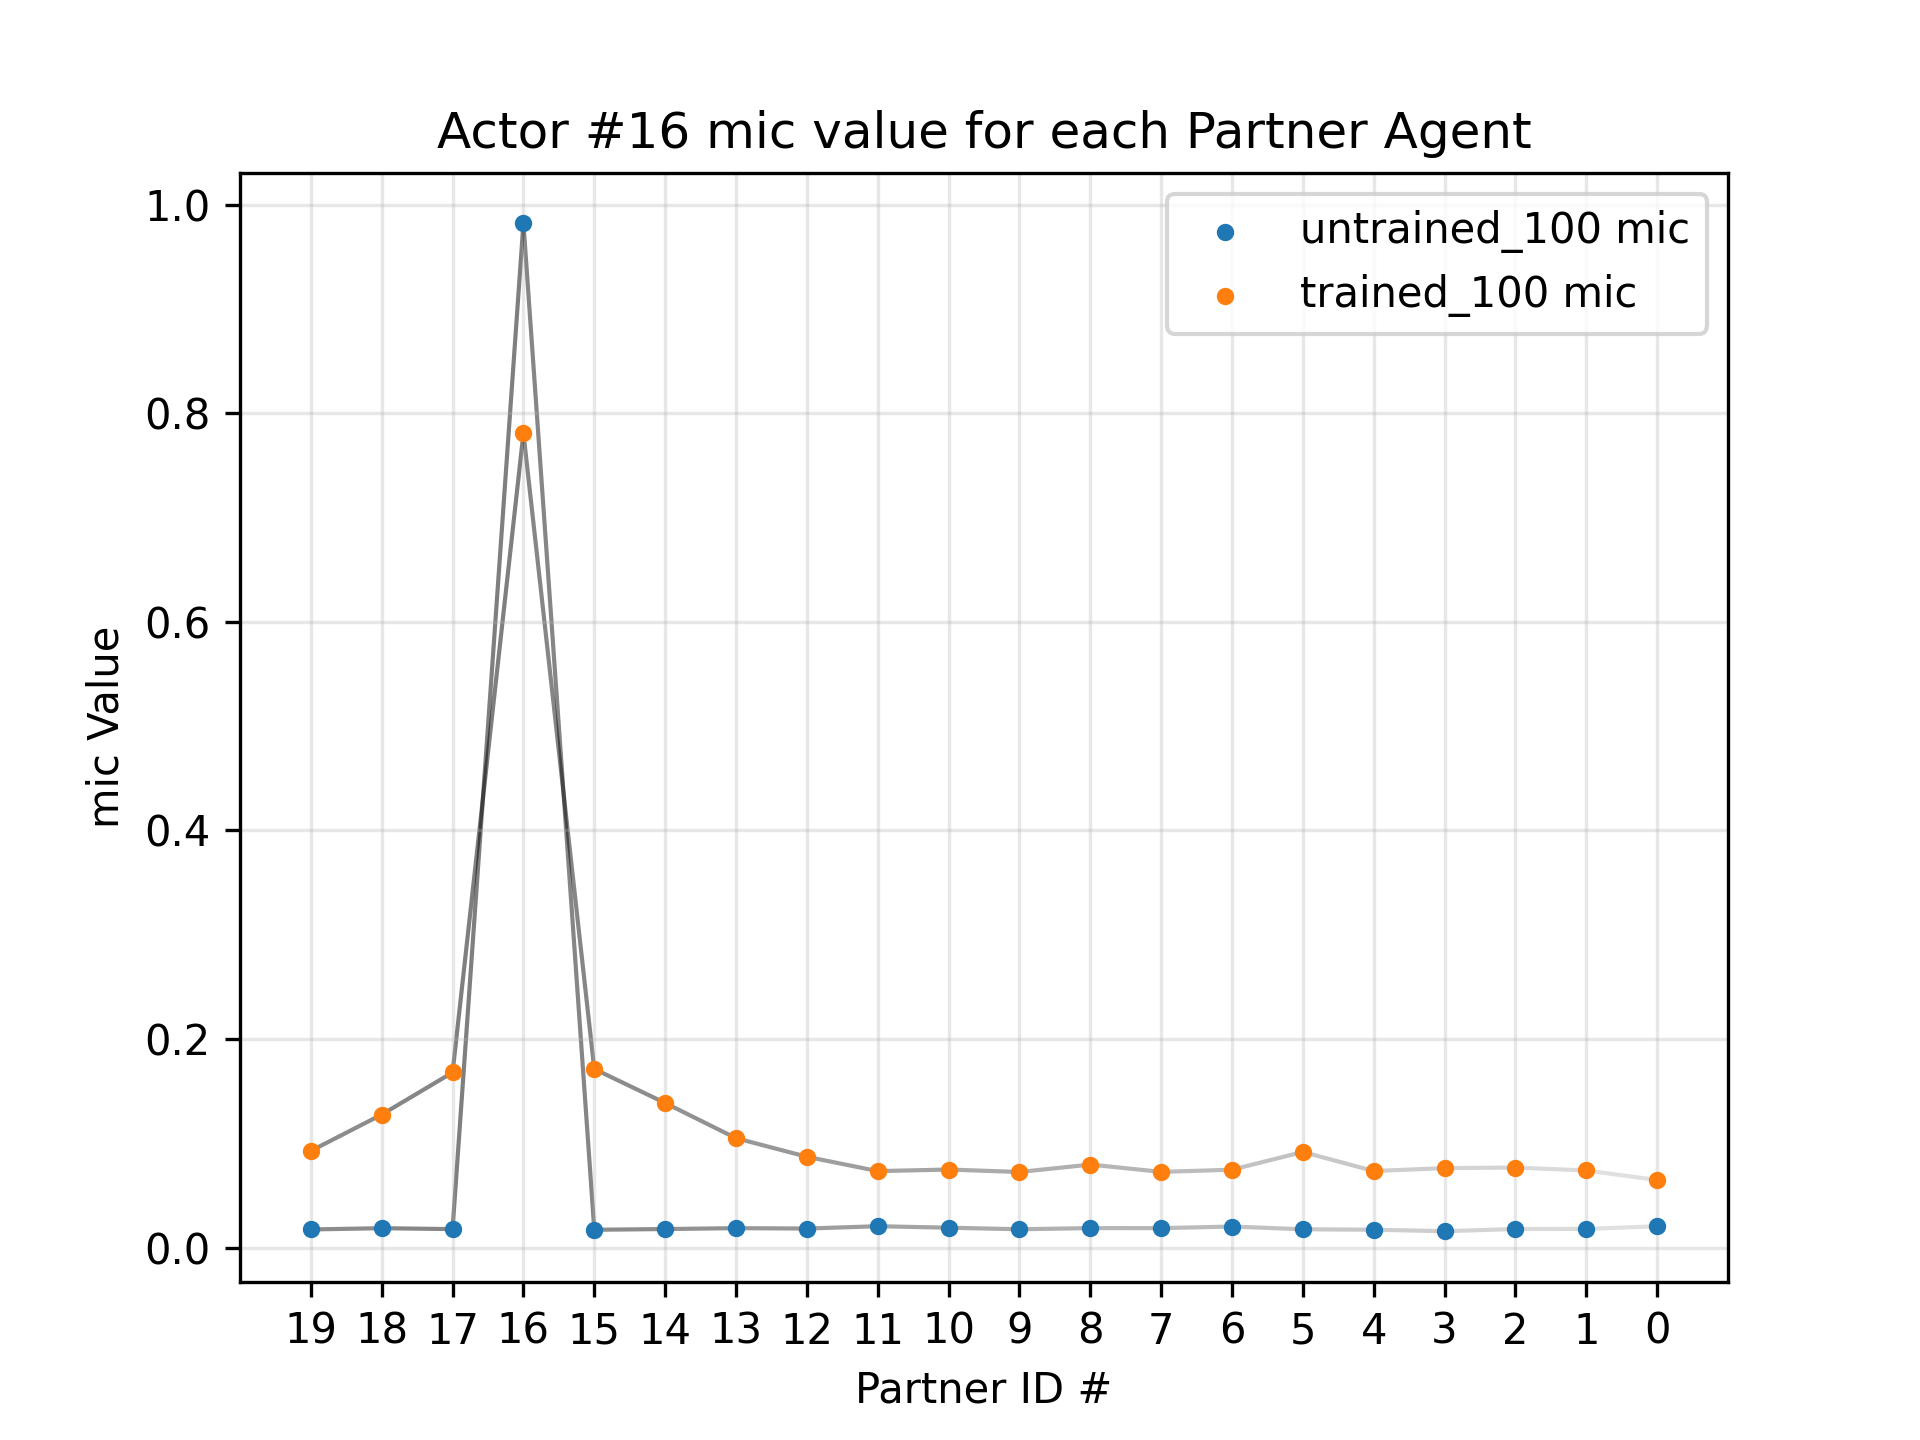 Actor #16 mic value for each Partner Agent
untrained_100 mic
trained_100 mic
1.0
0.8
0.6
0.4
0.2
0.0
mic Value
19 18 17 16 15 14 13 12 11 10 9 8 7 6 5 4 3 2 1 0
Partner ID #